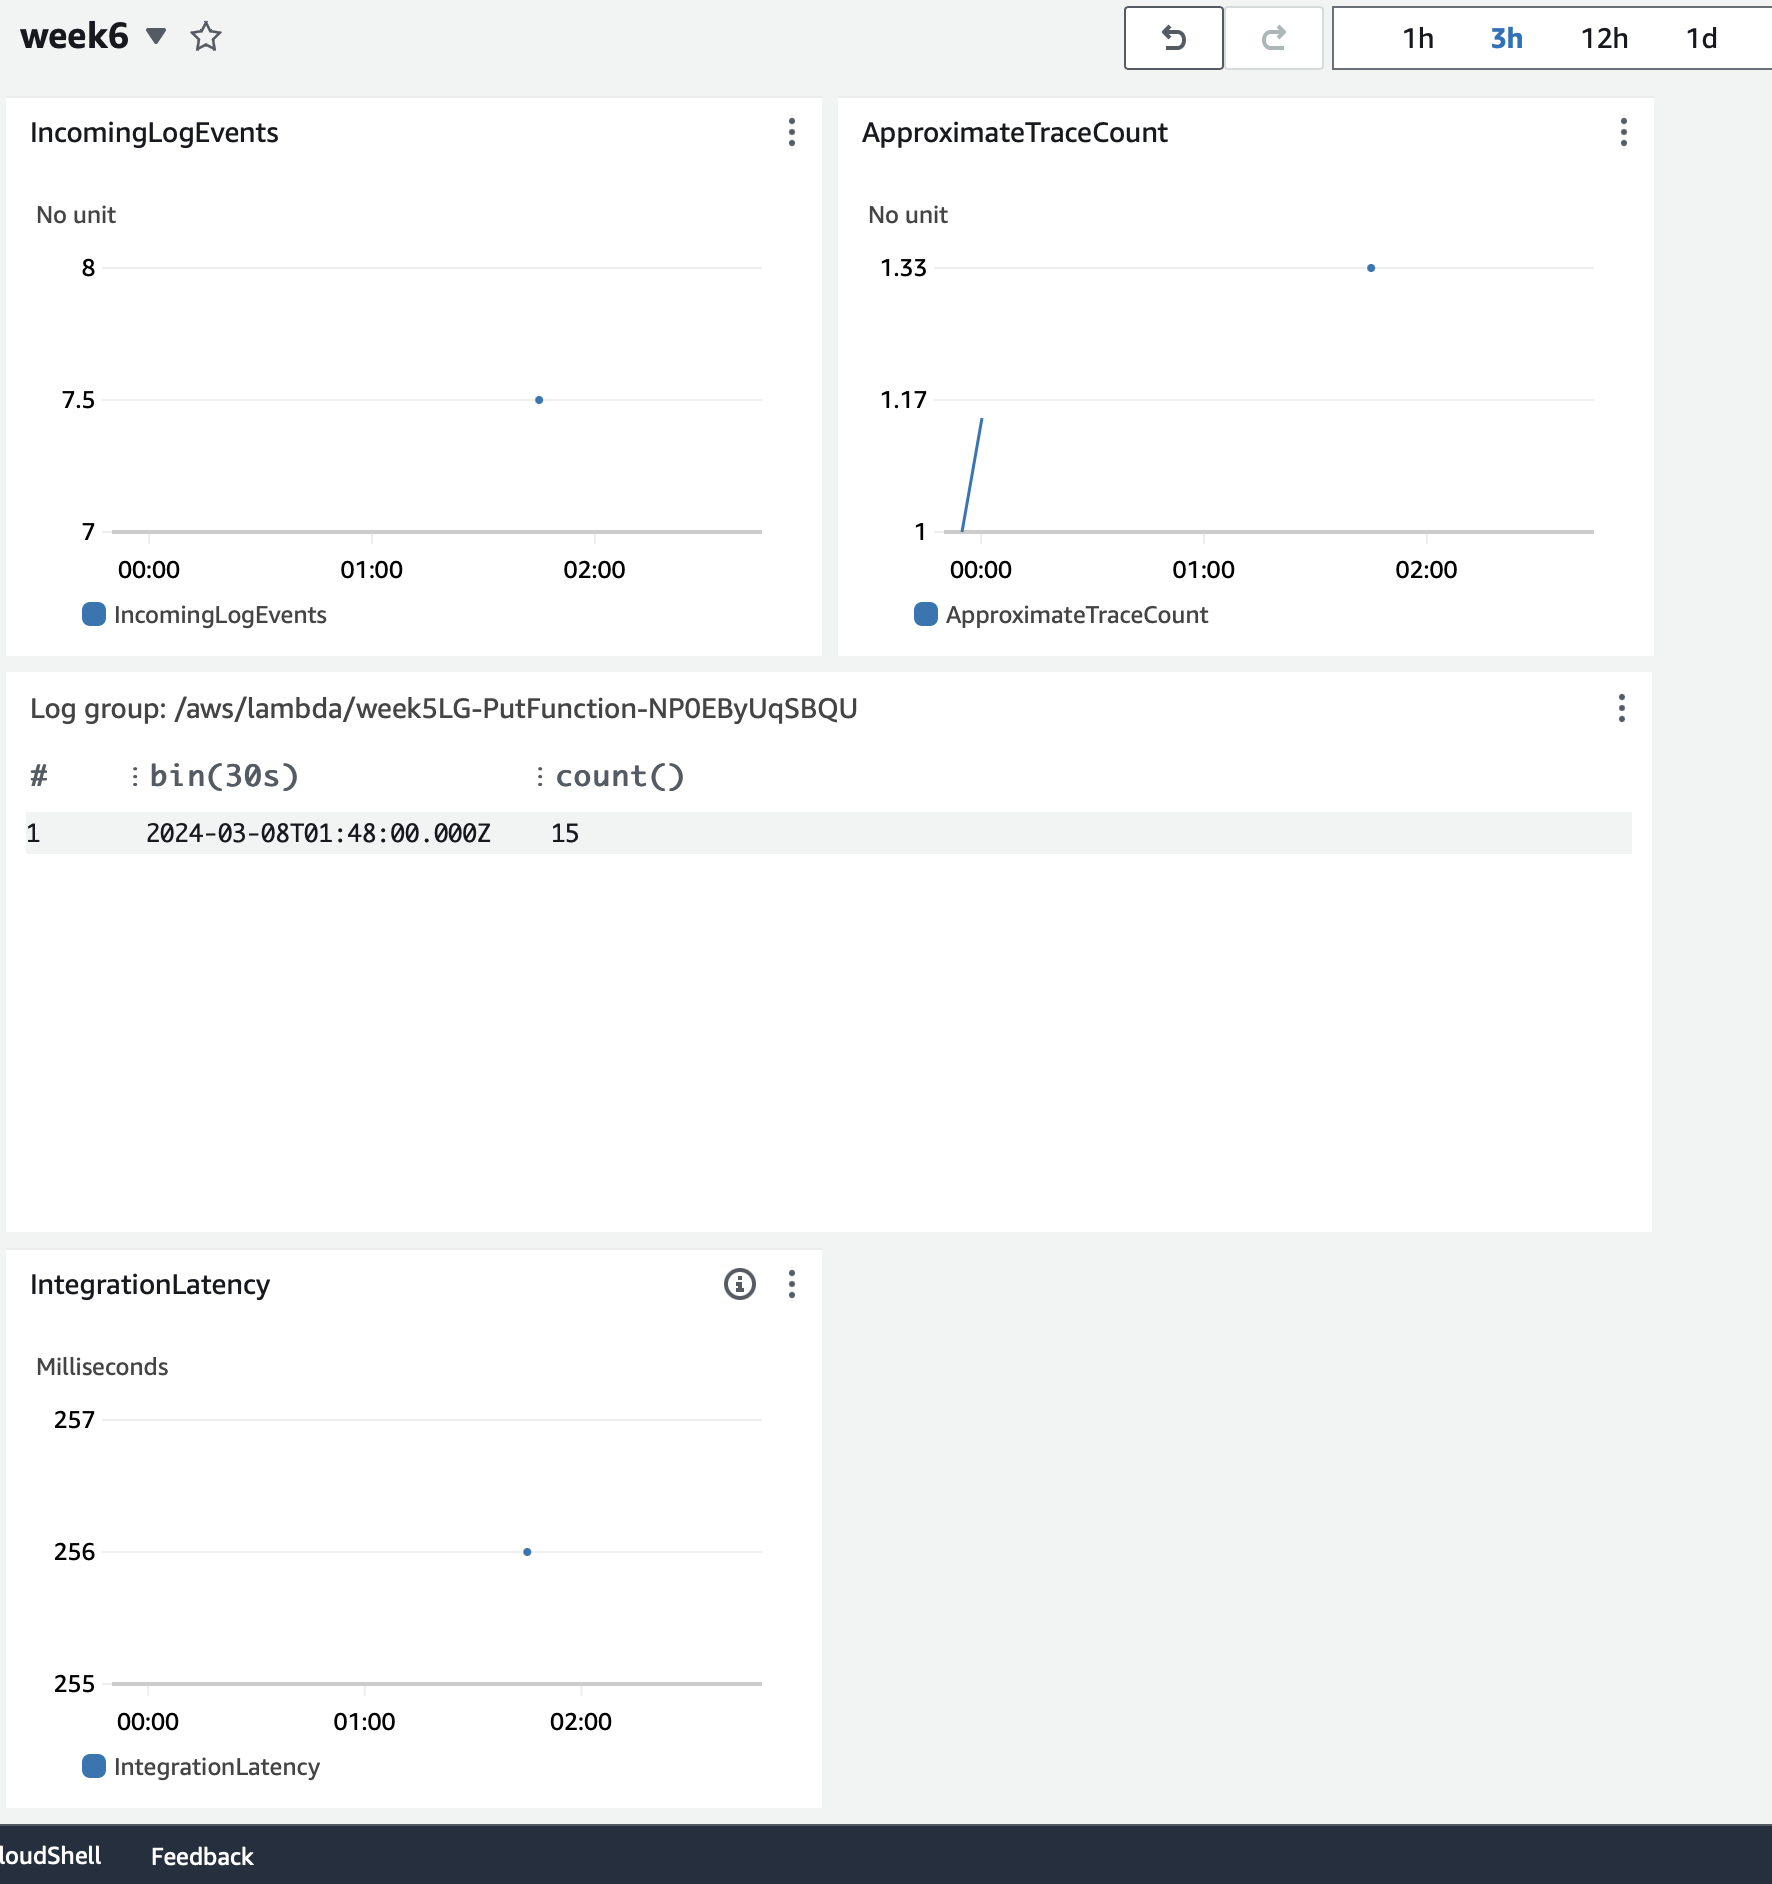 week6
1h 3h 12h 1d
IncomingLogEvents
No unit
8
7.5
7
00:00 01:00 02:00
IncomingLogEvents
ApproximateTraceCount
No unit
1.33
1.17
1
00:00 01:00 02:00
ApproximateTraceCount
Log group: /aws/lambda/week5LG-PutFunction-NP0EByUqSBQU
# bin(30s) count()
1 2024-03-08T01:48:00.000Z 15
IntegrationLatency
Milliseconds
257
256
255
00:00 01:00 02:00
IntegrationLatency
loudShell Feedback